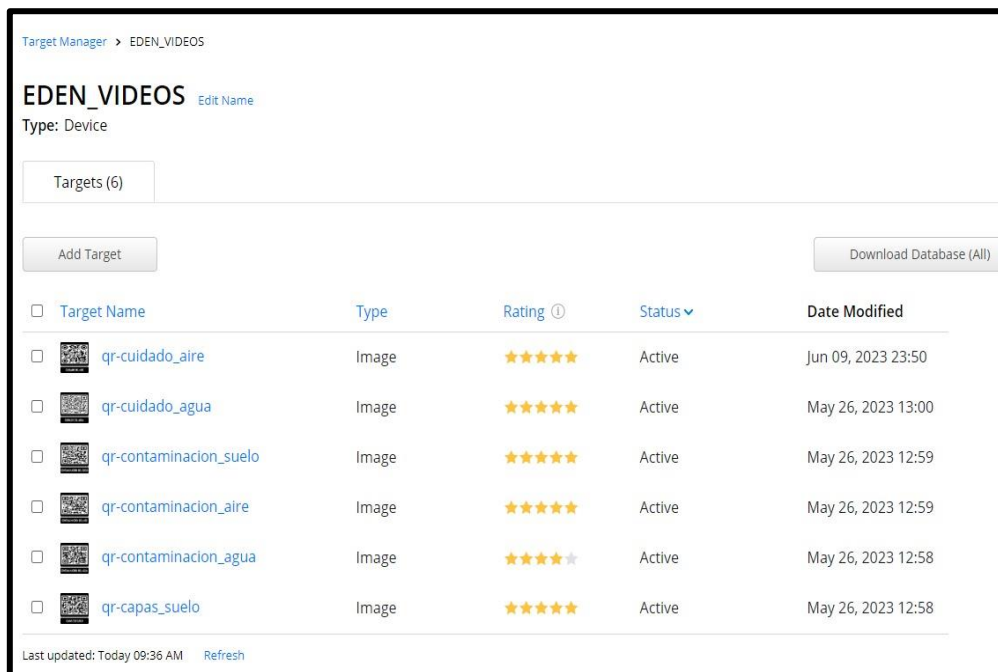 Target Manager > EDEN_VIDEOS
EDEN_VIDEOS Edit Name
Type: Device
Targets (6)
Add Target Download Database (All)
Target Name Type Rating Status Date Modified
qr-cuidado_aire Image Active Jun 09, 2023 23:50
qr-cuidado_agua Image Active May 26, 2023 13:00
qr-contaminacion_suelo Image Active May 26, 2023 12:59
qr-contaminacion_aire Image Active May 26, 2023 12:59
qr-contaminacion_agua Image Active May 26, 2023 12:58
qr-capas_suelo Image Active May 26, 2023 12:58
Last updated: Today 09:36 AM Refresh